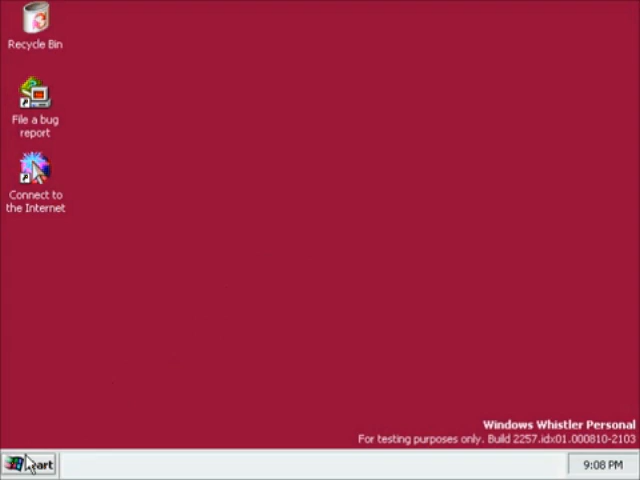 Recycle Bin
File a bug
report
Connect to
the Internet
Windows Whistler Personal
For testing purposes only. Build 2257.idx01.000810-2103
9:08 PM